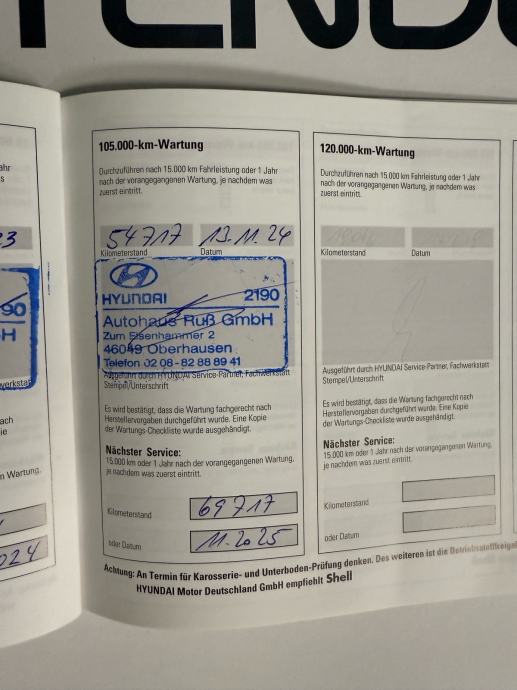 TENDO
23
90
H
werkstatt
n Wartung,
024
105.000-km-Wartung
Durchzuführen nach 15.000 km Fahrleistung oder 1 Jahr
nach der vorangegangenen Wartung, je nachdem was
zuerst eintritt.
54717 13.11.24
Kilometerstand Datum
HYUNDAI 2190
Autohaus Ruß GmbH
Zum Eisenhammer 2
46049 Oberhausen
Telefon 02 08 - 82 88 89 41
Ausgeführt durch HYUNDAI Service-Partner, Fachwerkstatt
Stempel/Unterschrift
Es wird bestätigt, dass die Wartung fachgerecht nach
Herstellervorgaben durchgeführt wurde. Eine Kopie
der Wartungs-Checkliste wurde ausgehändigt.
Nächster Service:
15.000 km oder 1 Jahr nach der vorangegangenen Wartung,
je nachdem was zuerst eintritt.
Kilometerstand 69717
oder Datum 11.2025
120.000-km-Wartung
Durchzuführen nach 15.000 km Fahrleistung oder 1 Jahr
nach der vorangegangenen Wartung, je nachdem was
zuerst eintritt.
Kilometerstand Datum
Ausgeführt durch HYUNDAI Service-Partner, Fachwerkstatt
Stempel/Unterschrift
Es wird bestätigt, dass die Wartung fachgerecht nach
Herstellervorgaben durchgeführt wurde. Eine Kopie
der Wartungs-Checkliste wurde ausgehändigt.
Nächster Service:
15.000 km oder 1 Jahr nach der vorangegangenen Wartung,
je nachdem was zuerst eintritt.
Kilometerstand
oder Datum
Achtung: An Termin für Karosserie- und Unterboden-Prüfung denken. Des weiteren ist die
HYUNDAI Motor Deutschland GmbH empfiehlt Shell